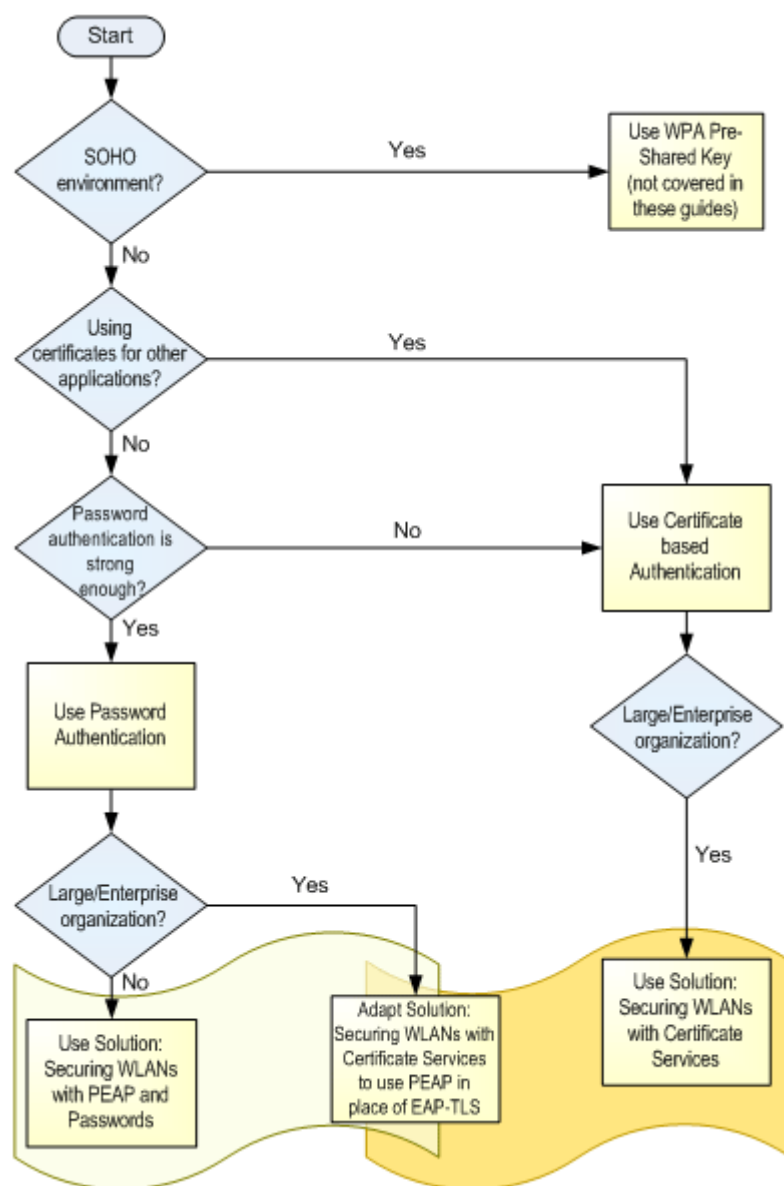 Start
SOHO
environment?
Yes
Use WPA Pre-
Shared Key
(not covered in
these guides)
No
Using
certificates for other
applications?
Yes
No
Password
authentication is
strong
enough?
No
Use Certificate
based
Authentication
Yes
Use Password
Authentication
Large/Enterprise
organization?
Yes
Large/Enterprise
organization?
Yes
No
Use Solution:
Securing WLANs
with PEAP and
Passwords
Adapt Solution:
Securing WLANs with
Certificate Services
to use PEAP in
place of EAP-TLS
Use Solution:
Securing WLANs
with Certificate
Services